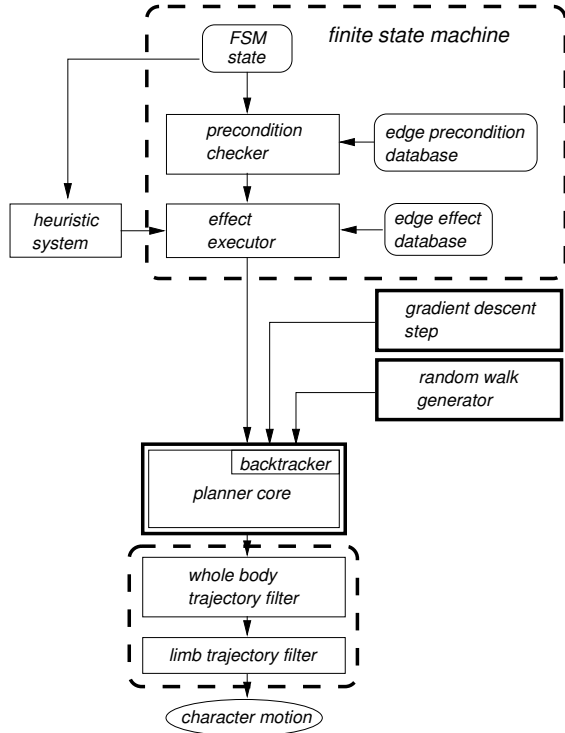 FSM
state
finite state machine
precondition
checker
edge precondition
database
heuristic
system
effect
executor
edge effect
database
gradient descent
step
random walk
generator
backtracker
planner core
whole body
trajectory filter
limb trajectory filter
character motion